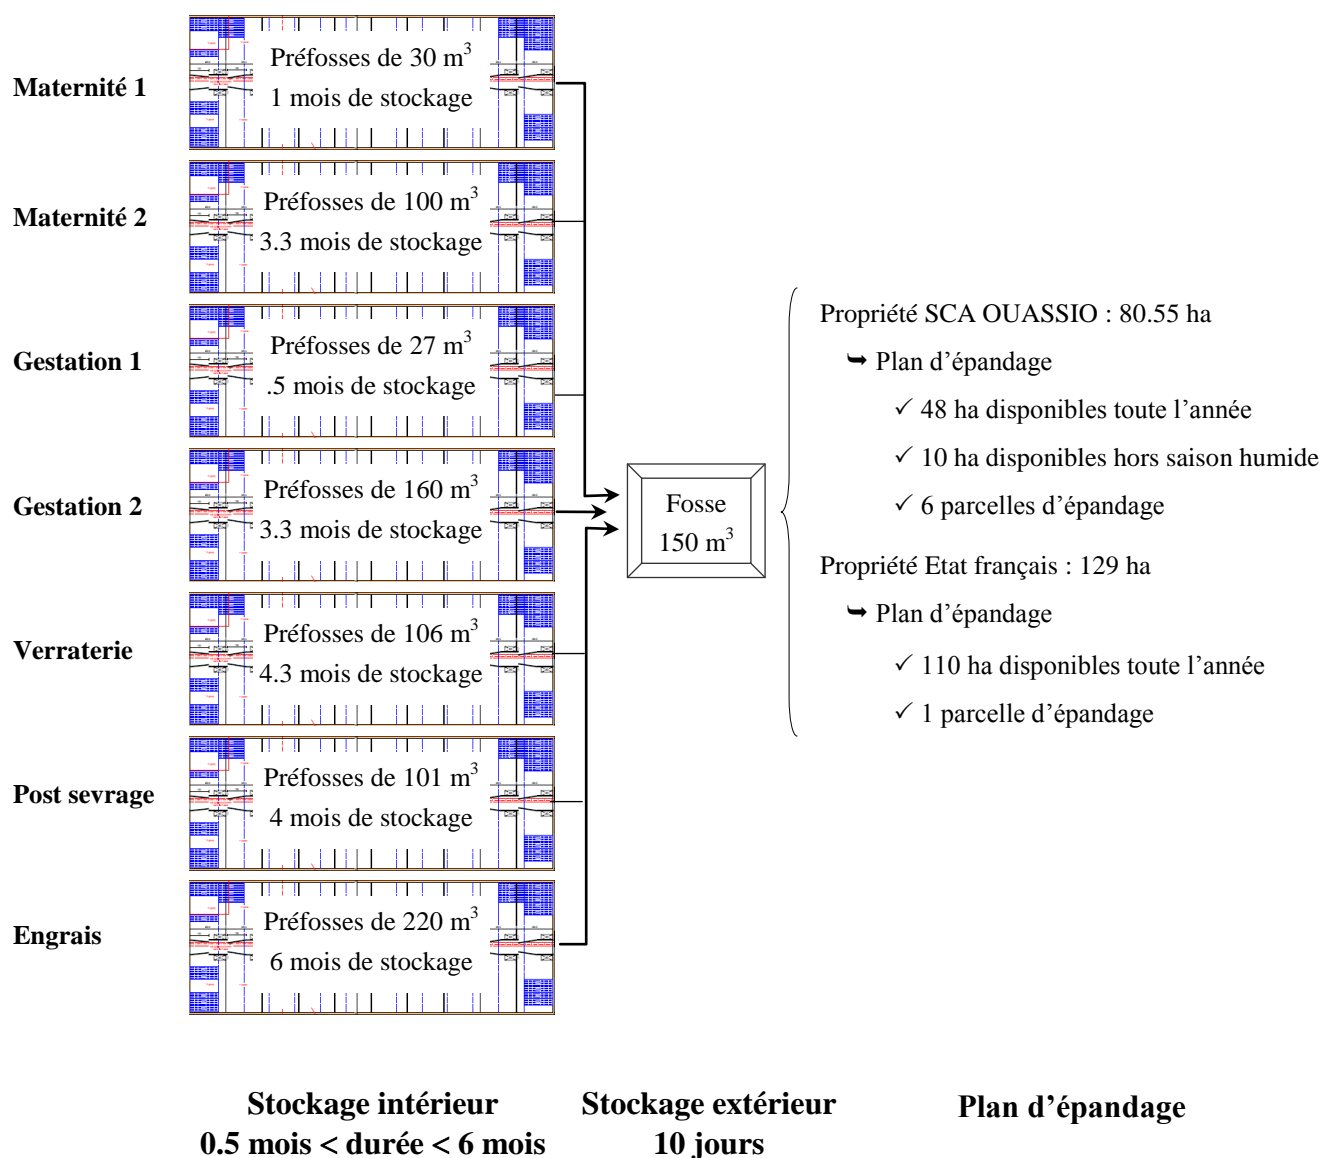 Maternité 1
Préfosses de 30 m³
1 mois de stockage
Maternité 2
Préfosses de 100 m³
3.3 mois de stockage
Gestation 1
Préfosses de 27 m³
.5 mois de stockage
Gestation 2
Préfosses de 160 m³
3.3 mois de stockage
Verraterie
Préfosses de 106 m³
4.3 mois de stockage
Post sevrage
Préfosses de 101 m³
4 mois de stockage
Engrais
Préfosses de 220 m³
6 mois de stockage
Fosse
150 m³
Propriété SCA OUASSIO : 80.55 ha
➥ Plan d’épandage
✓ 48 ha disponibles toute l’année
✓ 10 ha disponibles hors saison humide
✓ 6 parcelles d’épandage
Propriété Etat français : 129 ha
➥ Plan d’épandage
✓ 110 ha disponibles toute l’année
✓ 1 parcelle d’épandage
Stockage intérieur
0.5 mois < durée < 6 mois
Stockage extérieur
10 jours
Plan d’épandage